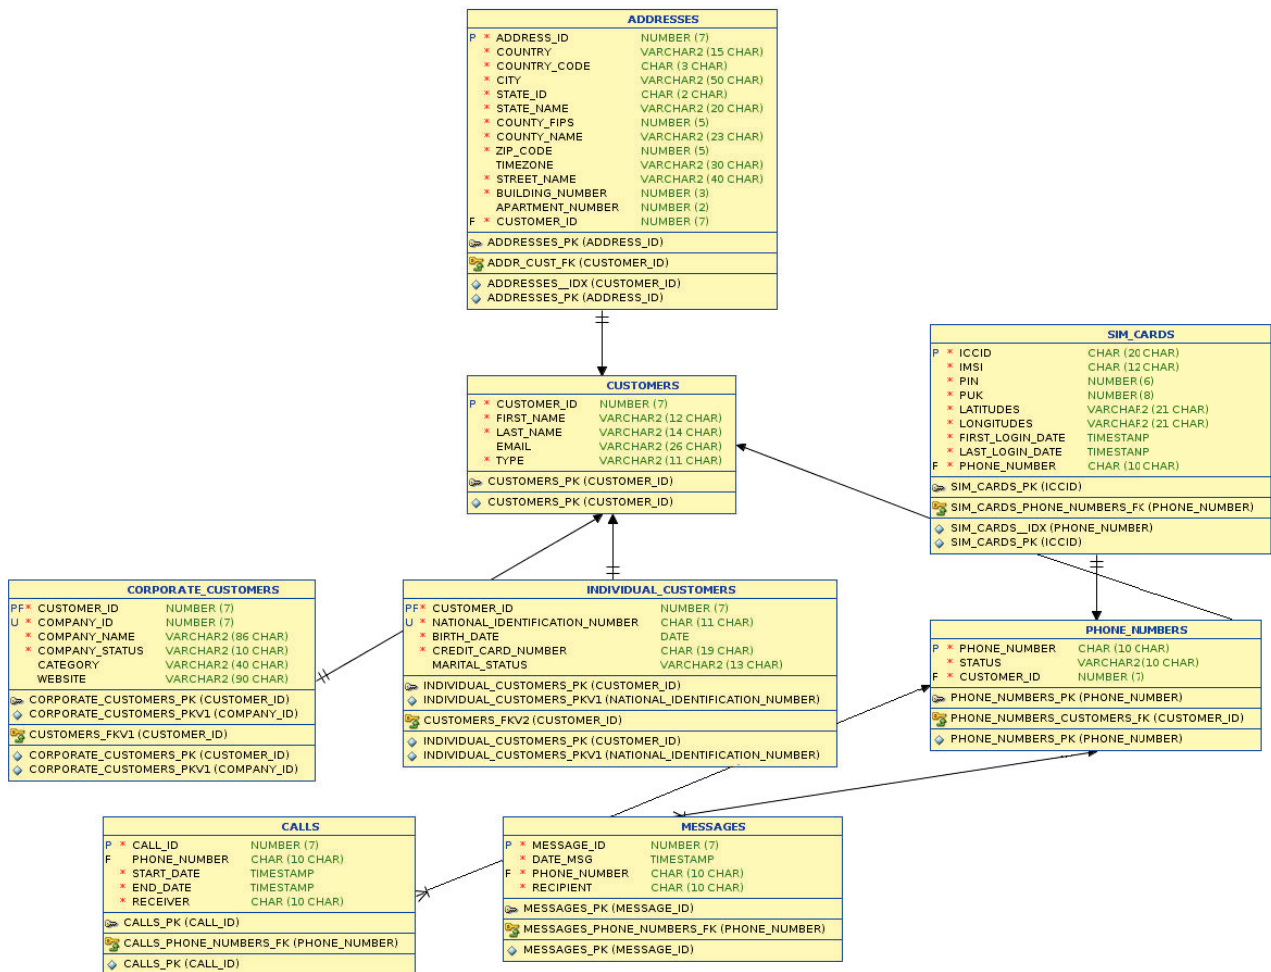 ADDRESSES
P * ADDRESS_ID NUMBER (7)
* COUNTRY VARCHAR2 (15 CHAR)
* COUNTRY_CODE CHAR (3 CHAR)
* CITY VARCHAR2 (50 CHAR)
* STATE_ID CHAR (2 CHAR)
* STATE_NAME VARCHAR2 (20 CHAR)
* COUNTY_FIPS NUMBER (5)
* COUNTY_NAME VARCHAR2 (23 CHAR)
* ZIP_CODE NUMBER (5)
TIMEZONE VARCHAR2 (30 CHAR)
* STREET_NAME VARCHAR2 (40 CHAR)
* BUILDING_NUMBER NUMBER (3)
APARTMENT_NUMBER NUMBER (2)
F * CUSTOMER_ID NUMBER (7)
ADDRESSES_PK (ADDRESS_ID)
ADDR_CUST_FK (CUSTOMER_ID)
ADDRESSES__IDX (CUSTOMER_ID)
ADDRESSES_PK (ADDRESS_ID)
SIM_CARDS
P * ICCID CHAR (20 CHAR)
* IMSI CHAR (12 CHAR)
* PIN NUMBER (6)
* PUK NUMBER (8)
* LATITUDES VARCHAR2 (21 CHAR)
* LONGITUDES VARCHAR2 (21 CHAR)
* FIRST_LOGIN_DATE TIMESTAMP
* LAST_LOGIN_DATE TIMESTAMP
F * PHONE_NUMBER CHAR (10 CHAR)
SIM_CARDS_PK (ICCID)
SIM_CARDS_PHONE_NUMBERS_FK (PHONE_NUMBER)
SIM_CARDS__IDX (PHONE_NUMBER)
SIM_CARDS_PK (ICCID)
CUSTOMERS
P * CUSTOMER_ID NUMBER (7)
* FIRST_NAME VARCHAR2 (12 CHAR)
* LAST_NAME VARCHAR2 (14 CHAR)
EMAIL VARCHAR2 (26 CHAR)
* TYPE VARCHAR2 (11 CHAR)
CUSTOMERS_PK (CUSTOMER_ID)
CUSTOMERS_PK (CUSTOMER_ID)
CORPORATE_CUSTOMERS
PF* CUSTOMER_ID NUMBER (7)
U * COMPANY_ID NUMBER (7)
* COMPANY_NAME VARCHAR2 (86 CHAR)
* COMPANY_STATUS VARCHAR2 (10 CHAR)
CATEGORY VARCHAR2 (40 CHAR)
WEBSITE VARCHAR2 (90 CHAR)
CORPORATE_CUSTOMERS_PK (CUSTOMER_ID)
CORPORATE_CUSTOMERS_PKV1 (COMPANY_ID)
CUSTOMERS_FKV1 (CUSTOMER_ID)
CORPORATE_CUSTOMERS_PK (CUSTOMER_ID)
CORPORATE_CUSTOMERS_PKV1 (COMPANY_ID)
INDIVIDUAL_CUSTOMERS
PF* CUSTOMER_ID NUMBER (7)
U * NATIONAL_IDENTIFICATION_NUMBER CHAR (11 CHAR)
* BIRTH_DATE DATE
* CREDIT_CARD_NUMBER CHAR (19 CHAR)
MARITAL_STATUS VARCHAR2 (13 CHAR)
INDIVIDUAL_CUSTOMERS_PK (CUSTOMER_ID)
INDIVIDUAL_CUSTOMERS_PKV1 (NATIONAL_IDENTIFICATION_NUMBER)
CUSTOMERS_FKV2 (CUSTOMER_ID)
INDIVIDUAL_CUSTOMERS_PK (CUSTOMER_ID)
INDIVIDUAL_CUSTOMERS_PKV1 (NATIONAL_IDENTIFICATION_NUMBER)
PHONE_NUMBERS
P * PHONE_NUMBER CHAR (10 CHAR)
* STATUS VARCHAR2 (10 CHAR)
F * CUSTOMER_ID NUMBER (7)
PHONE_NUMBERS_PK (PHONE_NUMBER)
PHONE_NUMBERS_CUSTOMERS_FK (CUSTOMER_ID)
PHONE_NUMBERS_PK (PHONE_NUMBER)
CALLS
P * CALL_ID NUMBER (7)
F PHONE_NUMBER CHAR (10 CHAR)
* START_DATE TIMESTAMP
* END_DATE TIMESTAMP
* RECEIVER CHAR (10 CHAR)
CALLS_PK (CALL_ID)
CALLS_PHONE_NUMBERS_FK (PHONE_NUMBER)
CALLS_PK (CALL_ID)
MESSAGES
P * MESSAGE_ID NUMBER (7)
* DATE_MSG TIMESTAMP
F * PHONE_NUMBER CHAR (10 CHAR)
* RECIPIENT CHAR (10 CHAR)
MESSAGES_PK (MESSAGE_ID)
MESSAGES_PHONE_NUMBERS_FK (PHONE_NUMBER)
MESSAGES_PK (MESSAGE_ID)